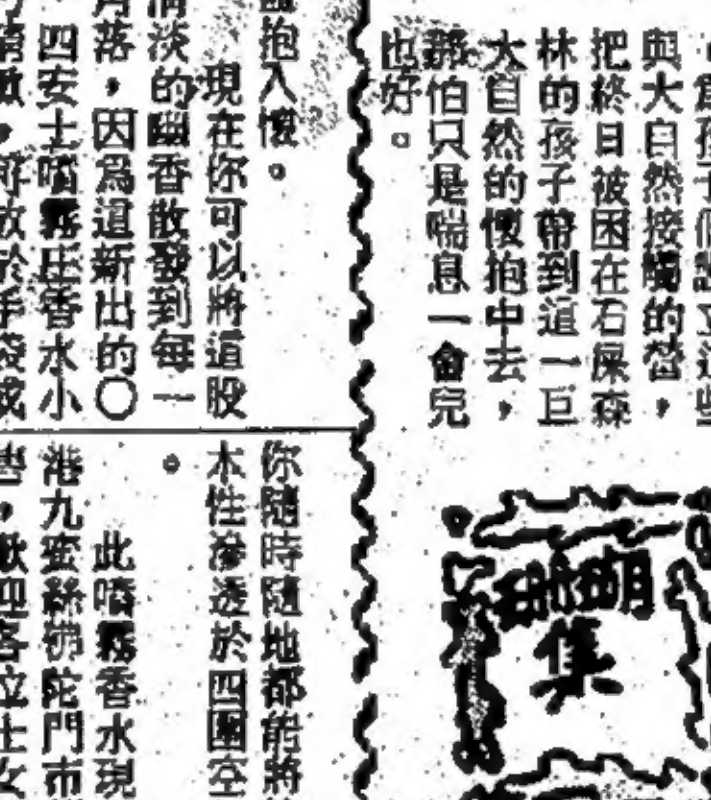 與大自然接觸的營，
把終日被困在石屎森
林的孩子帶到這一巨
大自然的懷抱中去，
那怕只是喘息一會兒
也好。
珊瑚
集
抱入懷。
現在你可以將這股
清淡的幽香散發到每一
角落，因爲這新出的〇
四安士噴霧庄香水小
你隨時隨地都能將
木性滲透於四圍空
。
此噴霧香水現
港九蜜絲佛陀門市
歡迎各位士女